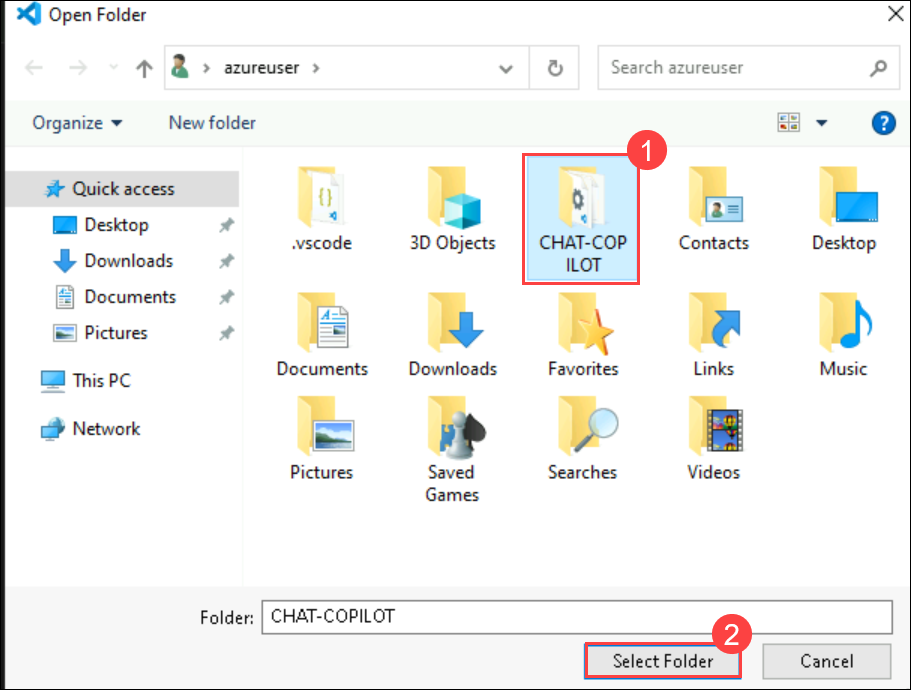 Open Folder
azureuser
Search azureuser
Organize
New folder
?
1
Quick access
Desktop
Downloads
Documents
Pictures
This PC
Network
.vscode
3D Objects
CHAT-COP
ILOT
Contacts
Desktop
Documents
Downloads
Favorites
Links
Music
Pictures
Saved
Games
Searches
Videos
Folder:
CHAT-COPILOT
2
Select Folder
Cancel